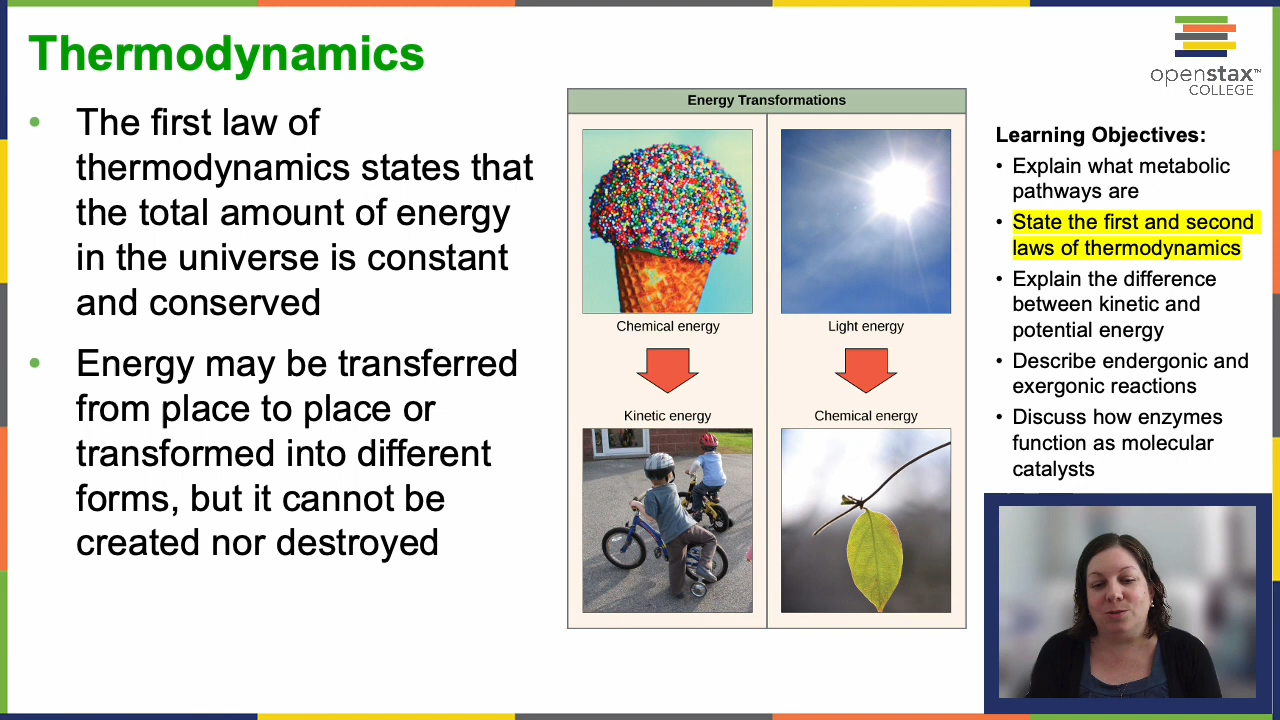 Thermodynamics
• The first law of
thermodynamics states that
the total amount of energy
in the universe is constant
and conserved
• Energy may be transferred
from place to place or
transformed into different
forms, but it cannot be
created nor destroyed
Energy Transformations
Chemical energy
Light energy
Kinetic energy
Chemical energy
openstax™
COLLEGE
Learning Objectives:
• Explain what metabolic
pathways are
• State the first and second
laws of thermodynamics
• Explain the difference
between kinetic and
potential energy
• Describe endergonic and
exergonic reactions
• Discuss how enzymes
function as molecular
catalysts